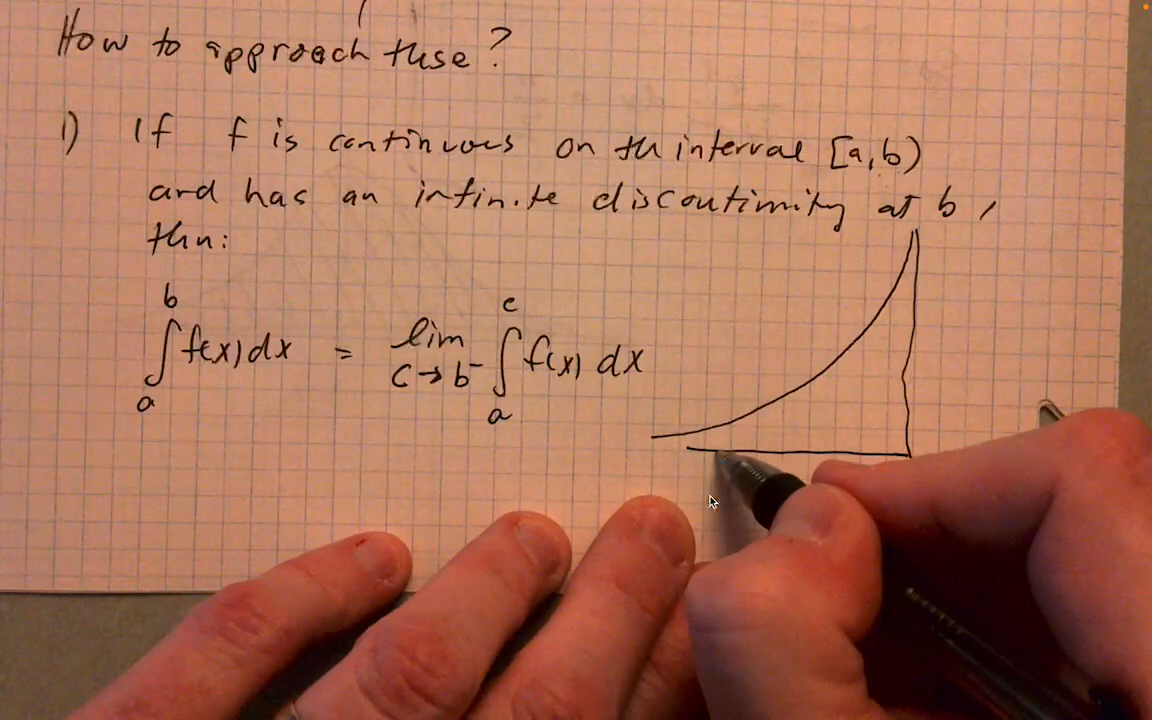 How to approach these?
1) If f is continuous on the interval [a,b)
and has an infinite discontinuity at b,
then:
∫_a^b f(x) dx = lim_{c→b⁻} ∫_a^c f(x) dx